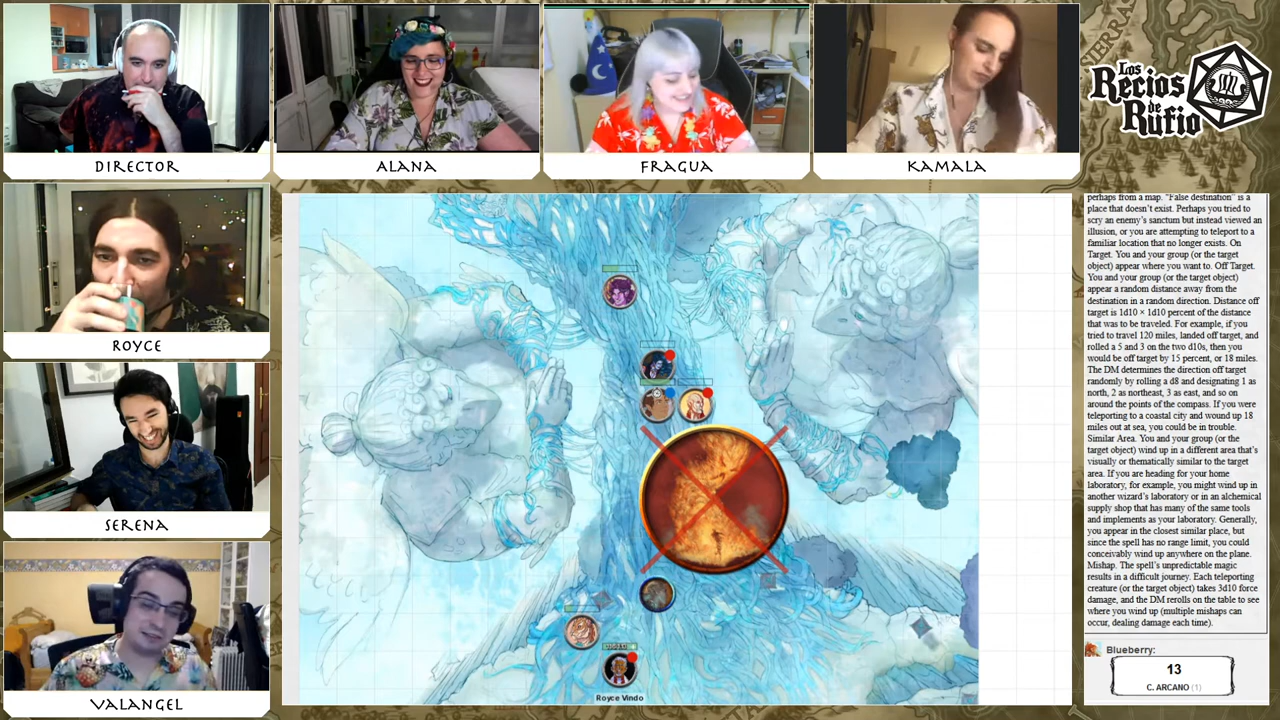 DIRECTOR
ALANA
FRAGUA
KAMALA
Los
Recios
de
Rufio
ROYCE
SERENA
VALANGEL
Royce Vindo
perhaps from a map. "False destination" is a
place that doesn't exist. Perhaps you tried to
scry an enemy's sanctum but instead viewed an
illusion, or you are attempting to teleport to a
familiar location that no longer exists. On
Target. You and your group (or the target
object) appear where you want to. Off Target.
You and your group (or the target object)
appear a random distance away from the
destination in a random direction. Distance off
target is 1d10 × 1d10 percent of the distance
that was to be traveled. For example, if you
tried to travel 120 miles, landed off target, and
rolled a 5 and 3 on the two d10s, then you
would be off target by 15 percent, or 18 miles.
The DM determines the direction off target
randomly by rolling a d8 and designating 1 as
north, 2 as northeast, 3 as east, and so on
around the points of the compass. If you were
teleporting to a coastal city and wound up 18
miles out at sea, you could be in trouble.
Similar Area. You and your group (or the
target object) wind up in a different area that's
visually or thematically similar to the target
area. If you are heading for your home
laboratory, for example, you might wind up in
another wizard's laboratory or in an alchemical
supply shop that has many of the same tools
and implements as your laboratory. Generally,
you appear in the closest similar place, but
since the spell has no range limit, you could
conceivably wind up anywhere on the plane.
Mishap. The spell's unpredictable magic
results in a difficult journey. Each teleporting
creature (or the target object) takes 3d10 force
damage, and the DM rerolls on the table to see
where you wind up (multiple mishaps can
occur, dealing damage each time).
Blueberry:
13
C. ARCANO (1)